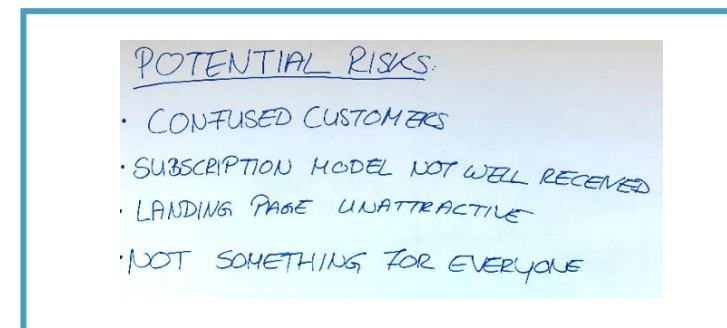 POTENTIAL RISKS:
· CONFUSED CUSTOMERS
· SUBSCRIPTION MODEL NOT WELL RECEIVED
· LANDING PAGE UNATTRACTIVE
· NOT SOMETHING FOR EVERYONE